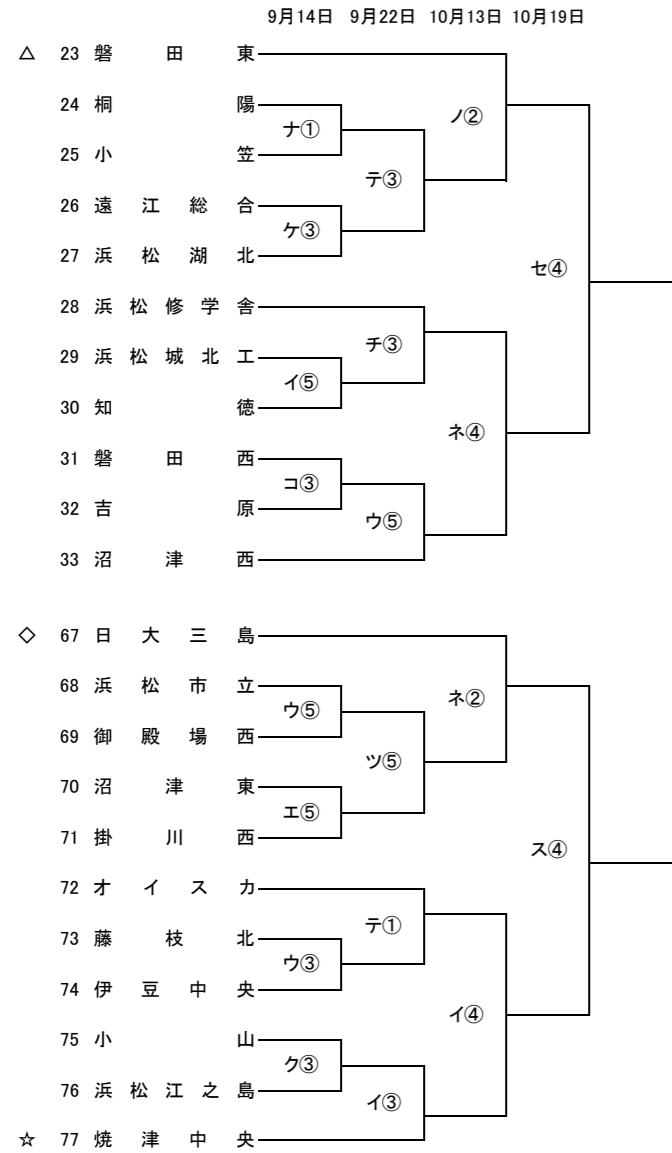 9月14日 9月22日 10月13日 10月19日
△ 23 磐田東
24 桐陽
ナ①
ノ②
25 小笠
テ③
26 遠江総合
ケ③
27 浜松湖北
セ④
28 浜松修学舎
チ③
29 浜松城北工
イ⑤
30 知徳
ネ④
31 磐田西
コ③
32 吉原
ウ⑤
33 沼津西
◇ 67 日大三島
68 浜松市立
ウ⑤
ネ②
69 御殿場西
ツ⑤
70 沼津東
エ⑤
71 掛川西
ス④
72 オイスカ
テ①
73 藤枝北
ウ③
74 伊豆中央
イ④
75 小山
ク③
76 浜松江之島
イ③
☆ 77 焼津中央